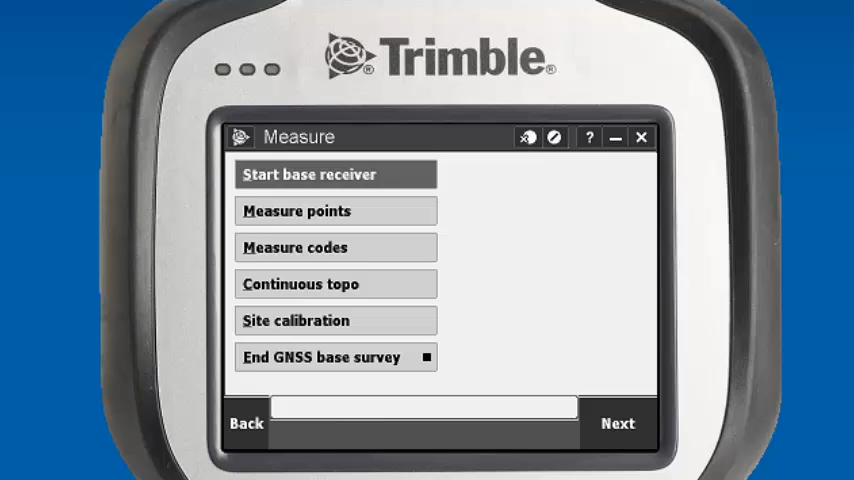 Trimble
Measure
?
Start base receiver
Measure points
Measure codes
Continuous topo
Site calibration
End GNSS base survey
Back
Next